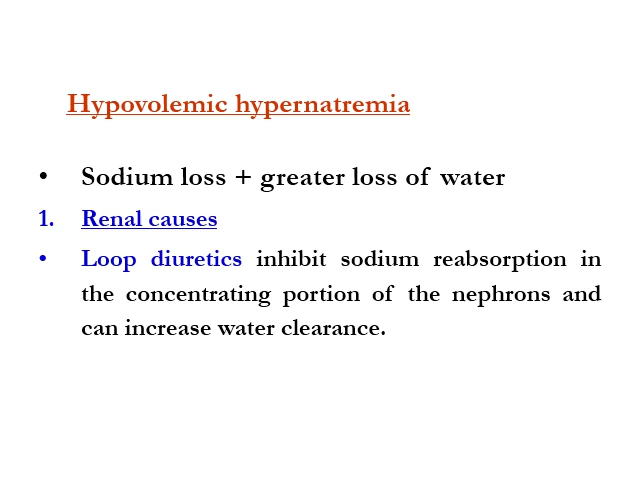 Hypovolemic hypernatremia
• Sodium loss + greater loss of water
1. Renal causes
• Loop diuretics inhibit sodium reabsorption in
the concentrating portion of the nephrons and
can increase water clearance.